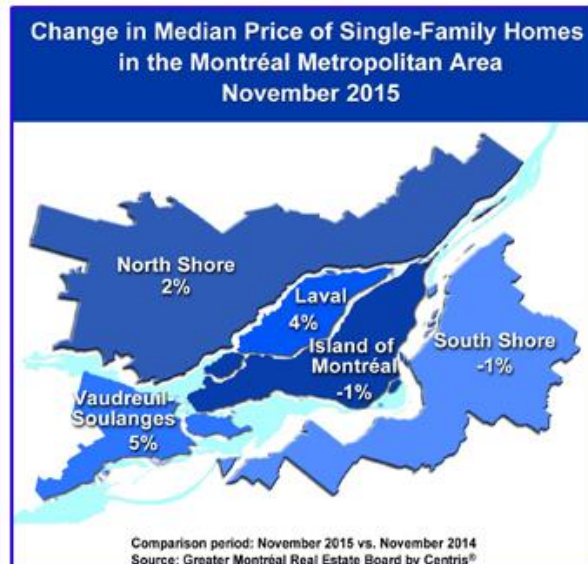 Change in Median Price of Single-Family Homes
in the Montréal Metropolitan Area
November 2015
North Shore
2%
Laval
4%
Island of
Montréal
-1%
South Shore
-1%
Vaudreuil-
Soulanges
5%
Comparison period: November 2015 vs. November 2014
Source: Greater Montréal Real Estate Board by Centris®